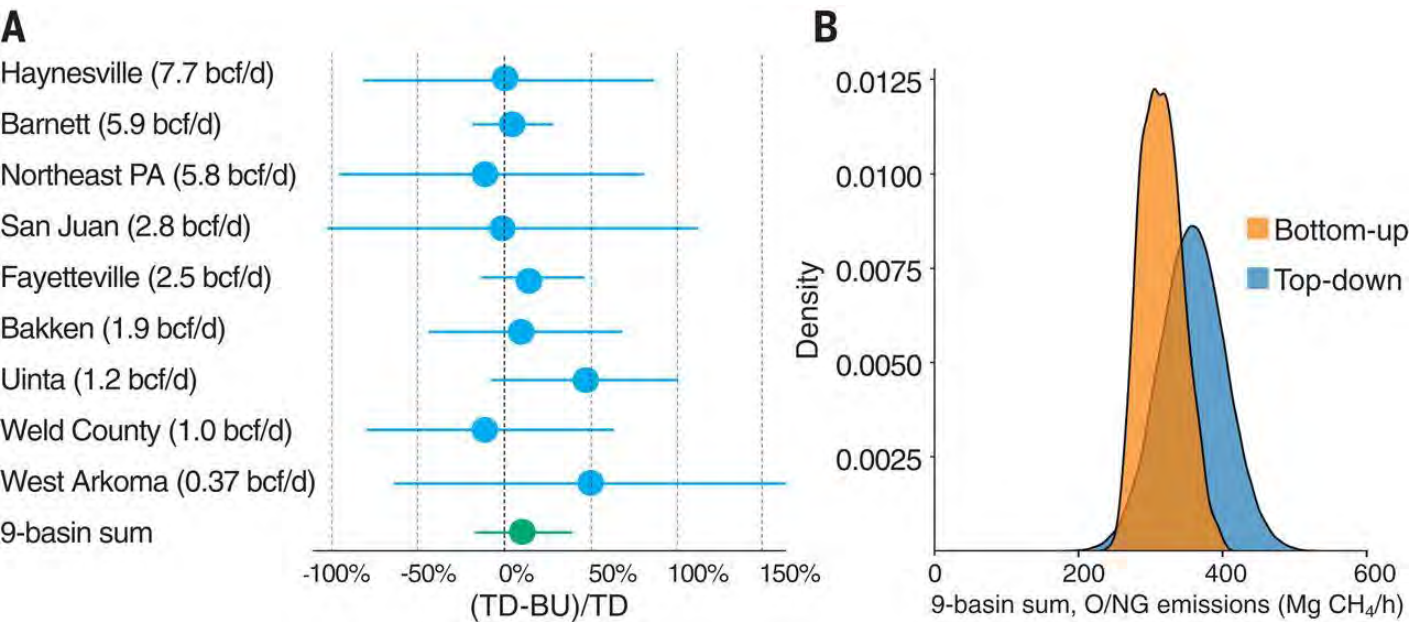 A
Haynesville (7.7 bcf/d)
Barnett (5.9 bcf/d)
Northeast PA (5.8 bcf/d)
San Juan (2.8 bcf/d)
Fayetteville (2.5 bcf/d)
Bakken (1.9 bcf/d)
Uinta (1.2 bcf/d)
Weld County (1.0 bcf/d)
West Arkoma (0.37 bcf/d)
9-basin sum
-100% -50% 0% 50% 100% 150%
(TD-BU)/TD
B
0.0125
0.0100
0.0075
0.0050
0.0025
Density
Bottom-up
Top-down
0 200 400 600
9-basin sum, O/NG emissions (Mg CH₄/h)